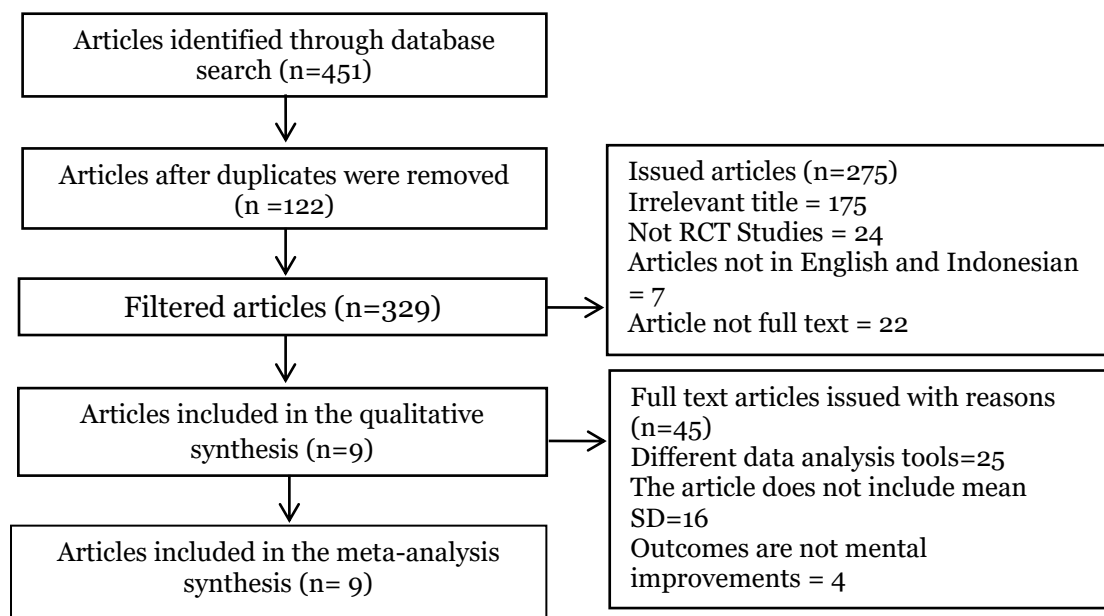 Articles identified through database
search (n=451)
Articles after duplicates were removed
(n =122)
Filtered articles (n=329)
Articles included in the qualitative
synthesis (n=9)
Articles included in the meta-analysis
synthesis (n= 9)
Issued articles (n=275)
Irrelevant title = 175
Not RCT Studies = 24
Articles not in English and Indonesian
= 7
Article not full text = 22
Full text articles issued with reasons
(n=45)
Different data analysis tools=25
The article does not include mean
SD=16
Outcomes are not mental
improvements = 4